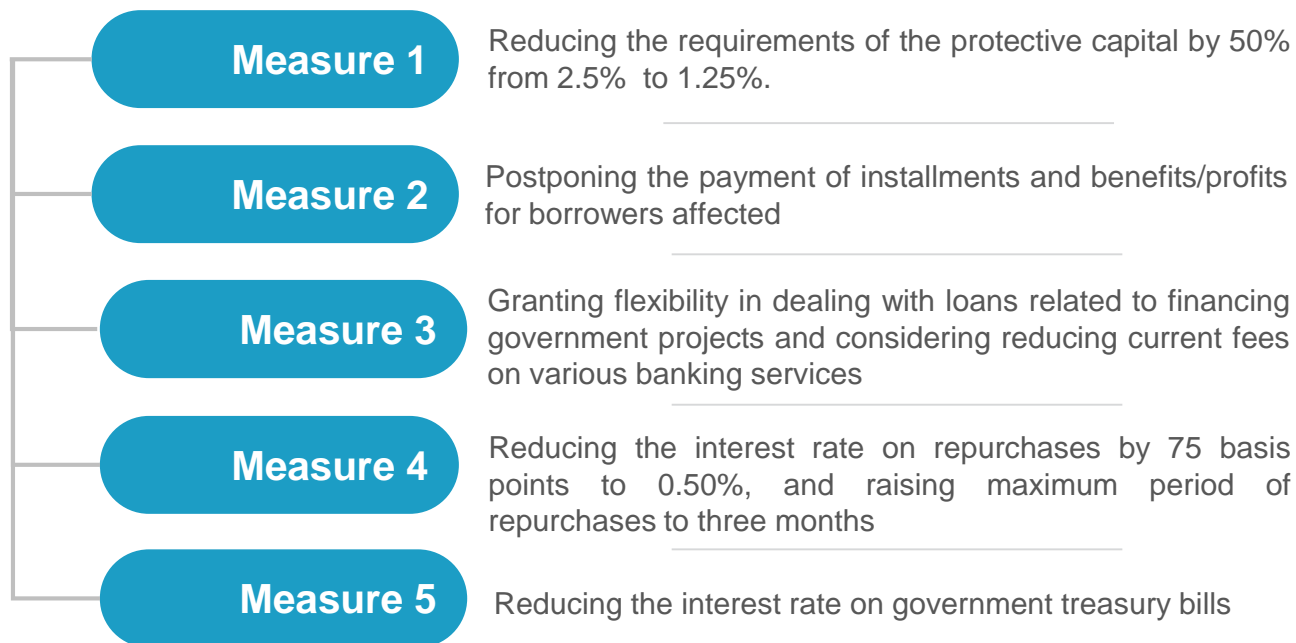 Measure 1
Reducing the requirements of the protective capital by 50%
from 2.5% to 1.25%.
Measure 2
Postponing the payment of installments and benefits/profits
for borrowers affected
Measure 3
Granting flexibility in dealing with loans related to financing
government projects and considering reducing current fees
on various banking services
Measure 4
Reducing the interest rate on repurchases by 75 basis
points to 0.50%, and raising maximum period of
repurchases to three months
Measure 5
Reducing the interest rate on government treasury bills